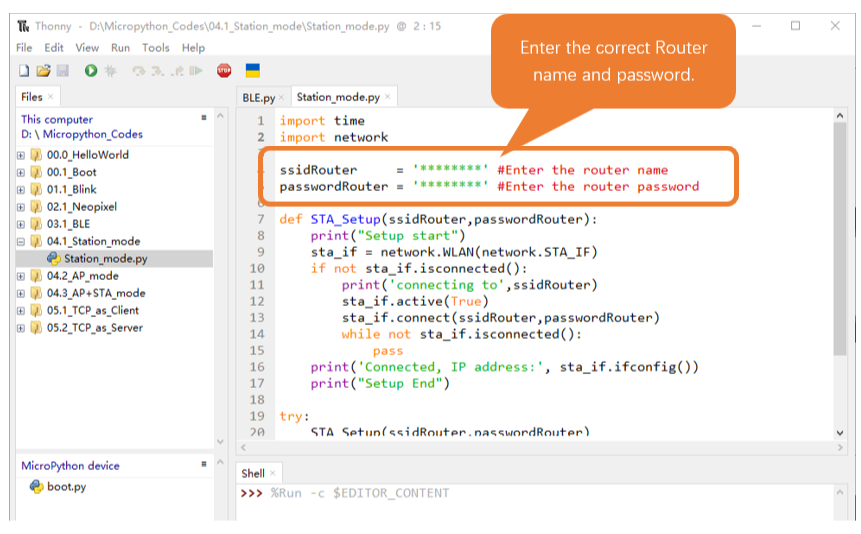 Thonny - D:\Micropython_Codes\04.1_Station_mode\Station_mode.py @ 2 : 15
File Edit View Run Tools Help
Enter the correct Router
name and password.
STOP
Files
This computer
D: \ Micropython_Codes
00.0_HelloWorld
00.1_Boot
01.1_Blink
02.1_Neopixel
03.1_BLE
04.1_Station_mode
Station_mode.py
04.2_AP_mode
04.3_AP+STA_mode
05.1_TCP_as_Client
05.2_TCP_as_Server
MicroPython device
boot.py
BLE.py Station_mode.py
1 import time
2 import network
ssidRouter = '********' #Enter the router name
passwordRouter = '********' #Enter the router password
6
7 def STA_Setup(ssidRouter,passwordRouter):
8 print("Setup start")
9 sta_if = network.WLAN(network.STA_IF)
10 if not sta_if.isconnected():
11 print('connecting to',ssidRouter)
12 sta_if.active(True)
13 sta_if.connect(ssidRouter,passwordRouter)
14 while not sta_if.isconnected():
15 pass
16 print('Connected, IP address:', sta_if.ifconfig())
17 print("Setup End")
18
19 try:
20 STA_Setup(ssidRouter,passwordRouter)
Shell
>>> %Run -c $EDITOR_CONTENT